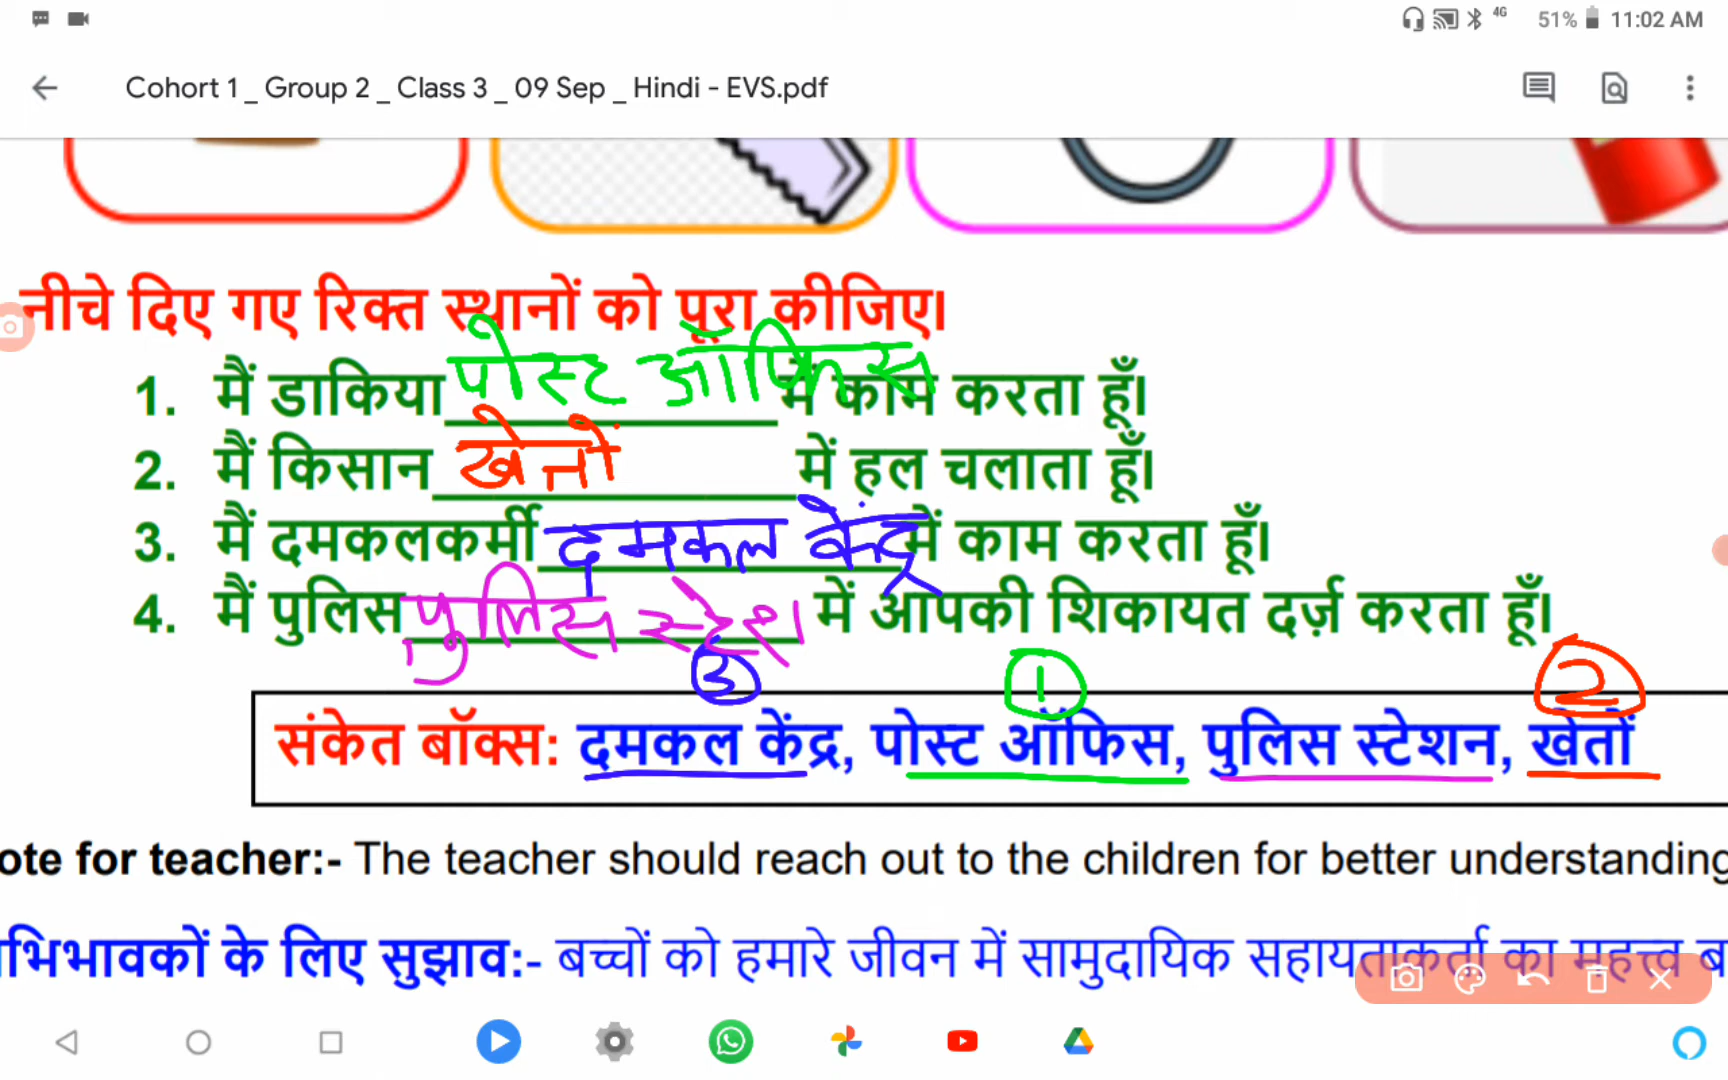 4G 51% 11:02 AM
Cohort 1 _ Group 2 _ Class 3 _ 09 Sep _ Hindi - EVS.pdf
नीचे दिए गए रिक्त स्थानों को पूरा कीजिए।
1. मैं डाकिया पोस्ट ऑफिस में काम करता हूँ।
2. मैं किसान खेतों में हल चलाता हूँ।
3. मैं दमकलकर्मी दमकल केंद्र में काम करता हूँ।
4. मैं पुलिस पुलिस स्टेश में आपकी शिकायत दर्ज़ करता हूँ।
3 1 2
संकेत बॉक्स: दमकल केंद्र, पोस्ट ऑफिस, पुलिस स्टेशन, खेतों
ote for teacher:- The teacher should reach out to the children for better understanding
भिभावकों के लिए सुझाव:- बच्चों को हमारे जीवन में सामुदायिक सहायताकर्ता का महत्त्व ब